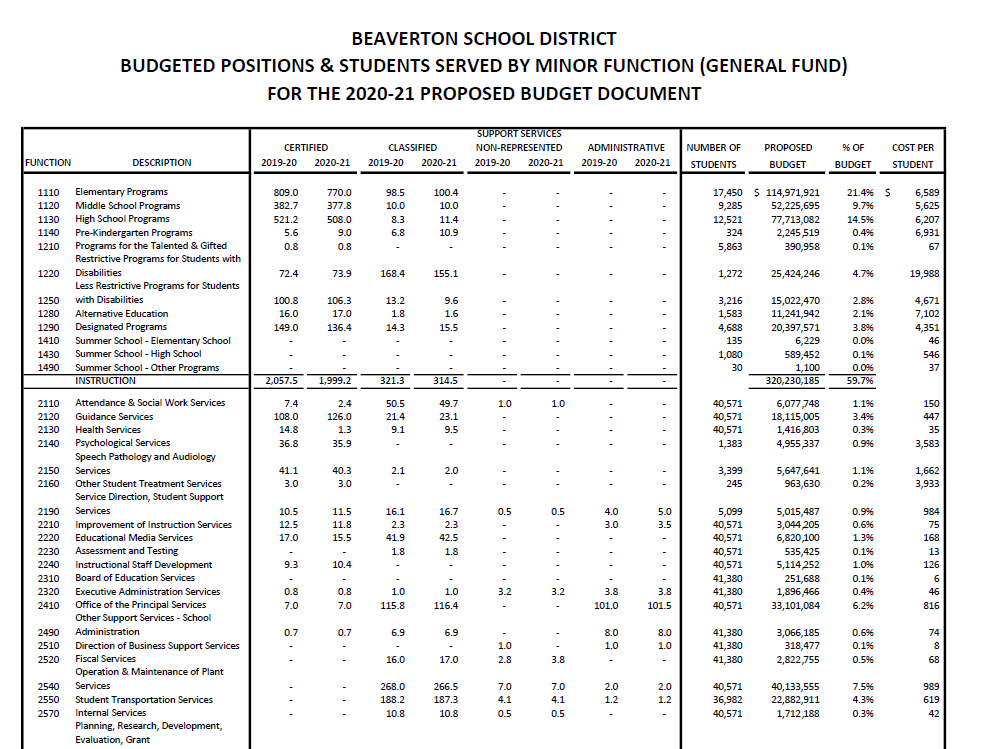 BEAVERTON SCHOOL DISTRICT
BUDGETED POSITIONS & STUDENTS SERVED BY MINOR FUNCTION (GENERAL FUND)
FOR THE 2020-21 PROPOSED BUDGET DOCUMENT
SUPPORT SERVICES
CERTIFIED CLASSIFIED NON-REPRESENTED ADMINISTRATIVE NUMBER OF PROPOSED % OF COST PER
FUNCTION DESCRIPTION 2019-20 2020-21 2019-20 2020-21 2019-20 2020-21 2019-20 2020-21 STUDENTS BUDGET BUDGET STUDENT
1110 Elementary Programs 809.0 770.0 98.5 100.4 - - - - 17,450 $ 114,971,921 21.4% $ 6,589
1120 Middle School Programs 382.7 377.8 10.0 10.0 - - - - 9,285 52,225,695 9.7% 5,625
1130 High School Programs 521.2 508.0 8.3 11.4 - - - - 12,521 77,713,082 14.5% 6,207
1140 Pre-Kindergarten Programs 5.6 9.0 6.8 10.9 - - - - 324 2,245,519 0.4% 6,931
1210 Programs for the Talented & Gifted 0.8 0.8 - - - - - - 5,863 390,958 0.1% 67
Restrictive Programs for Students with
1220 Disabilities 72.4 73.9 168.4 155.1 - - - - 1,272 25,424,246 4.7% 19,988
Less Restrictive Programs for Students
1250 with Disabilities 100.8 106.3 13.2 9.6 - - - - 3,216 15,022,470 2.8% 4,671
1280 Alternative Education 16.0 17.0 1.8 1.6 - - - - 1,583 11,241,942 2.1% 7,102
1290 Designated Programs 149.0 136.4 14.3 15.5 - - - - 4,688 20,397,571 3.8% 4,351
1410 Summer School - Elementary School - - - - - - - - 135 6,229 0.0% 46
1430 Summer School - High School - - - - - - - - 1,080 589,452 0.1% 546
1490 Summer School - Other Programs - - - - - - - - 30 1,100 0.0% 37
INSTRUCTION 2,057.5 1,999.2 321.3 314.5 - - - - 320,230,185 59.7%
2110 Attendance & Social Work Services 7.4 2.4 50.5 49.7 1.0 1.0 - - 40,571 6,077,748 1.1% 150
2120 Guidance Services 108.0 126.0 21.4 23.1 - - - - 40,571 18,115,005 3.4% 447
2130 Health Services 14.8 1.3 9.1 9.5 - - - - 40,571 1,416,803 0.3% 35
2140 Psychological Services 36.8 35.9 - - - - - - 1,383 4,955,337 0.9% 3,583
Speech Pathology and Audiology
2150 Services 41.1 40.3 2.1 2.0 - - - - 3,399 5,647,641 1.1% 1,662
2160 Other Student Treatment Services 3.0 3.0 - - - - - - 245 963,630 0.2% 3,933
Service Direction, Student Support
2190 Services 10.5 11.5 16.1 16.7 0.5 0.5 4.0 5.0 5,099 5,015,487 0.9% 984
2210 Improvement of Instruction Services 12.5 11.8 2.3 2.3 - - 3.0 3.5 40,571 3,044,205 0.6% 75
2220 Educational Media Services 17.0 15.5 41.9 42.5 - - - - 40,571 6,820,100 1.3% 168
2230 Assessment and Testing - - 1.8 1.8 - - - - 40,571 535,425 0.1% 13
2240 Instructional Staff Development 9.3 10.4 - - - - - - 40,571 5,114,252 1.0% 126
2310 Board of Education Services - - - - - - - - 41,380 251,688 0.1% 6
2320 Executive Administration Services 0.8 0.8 1.0 1.0 3.2 3.2 3.8 3.8 41,380 1,896,466 0.4% 46
2410 Office of the Principal Services 7.0 7.0 115.8 116.4 - - 101.0 101.5 40,571 33,101,084 6.2% 816
Other Support Services - School
2490 Administration 0.7 0.7 6.9 6.9 - - 8.0 8.0 41,380 3,066,185 0.6% 74
2510 Direction of Business Support Services - - - - 1.0 - 1.0 1.0 41,380 318,477 0.1% 8
2520 Fiscal Services - - 16.0 17.0 2.8 3.8 - - 41,380 2,822,755 0.5% 68
Operation & Maintenance of Plant
2540 Services - - 268.0 266.5 7.0 7.0 2.0 2.0 40,571 40,133,555 7.5% 989
2550 Student Transportation Services - - 188.2 187.3 4.1 4.1 1.2 1.2 36,982 22,882,911 4.3% 619
2570 Internal Services - - 10.8 10.8 0.5 0.5 - - 40,571 1,712,188 0.3% 42
Planning, Research, Development,
Evaluation, Grant